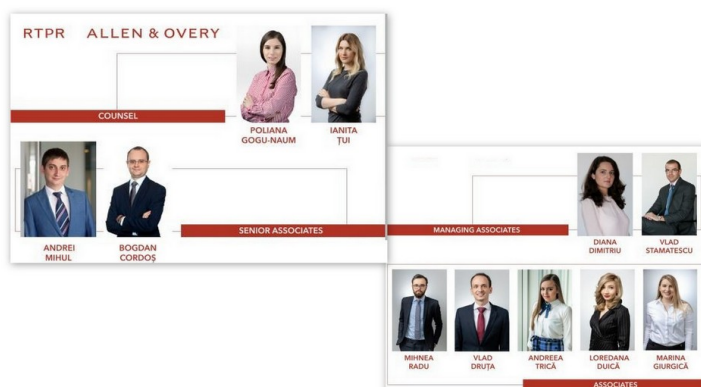 RTPR ALLEN & OVERY
COUNSEL
POLIANA
GOGU-NAUM
IANITA
ȚUI
SENIOR ASSOCIATES
ANDREI
MIHUL
BOGDAN
CORDOȘ
MANAGING ASSOCIATES
DIANA
DIMITRIU
VLAD
STAMATESCU
MIHNEA
RADU
VLAD
DRUȚA
ANDREEA
TRICĂ
LOREDANA
DUICĂ
MARINA
GIURGICĂ
ASSOCIATES